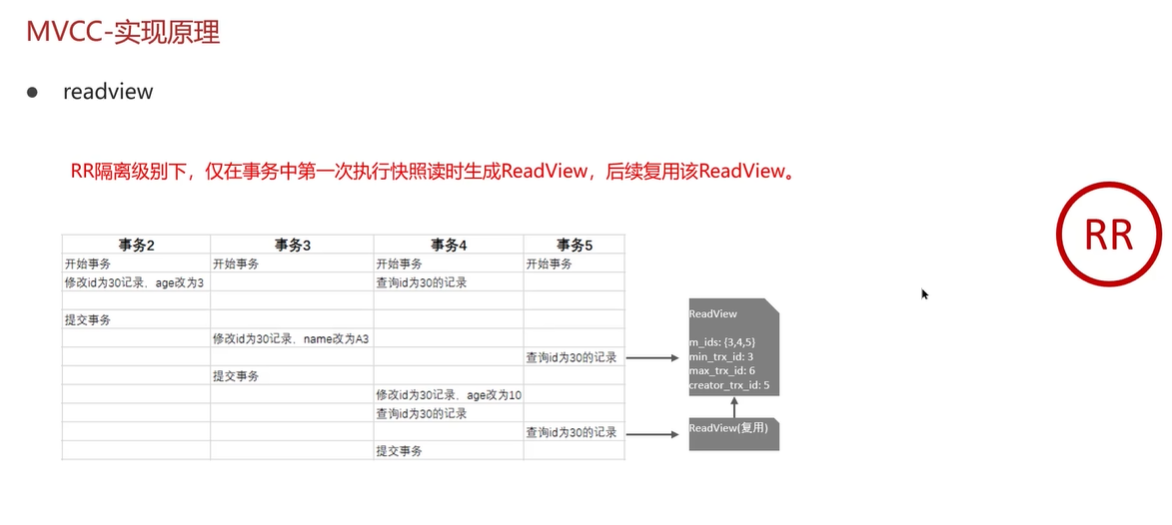 MVCC-实现原理
● readview
RR隔离级别下，仅在事务中第一次执行快照读时生成ReadView，后续复用该ReadView。
RR
事务2 事务3 事务4 事务5
开始事务 开始事务 开始事务 开始事务
修改id为30记录，age改为3 查询id为30的记录
提交事务
修改id为30记录，name改为A3
查询id为30的记录
提交事务
修改id为30记录，age改为10
查询id为30的记录
查询id为30的记录
提交事务
ReadView
m_ids: {3,4,5}
min_trx_id: 3
max_trx_id: 6
creator_trx_id: 5
ReadView(复用)